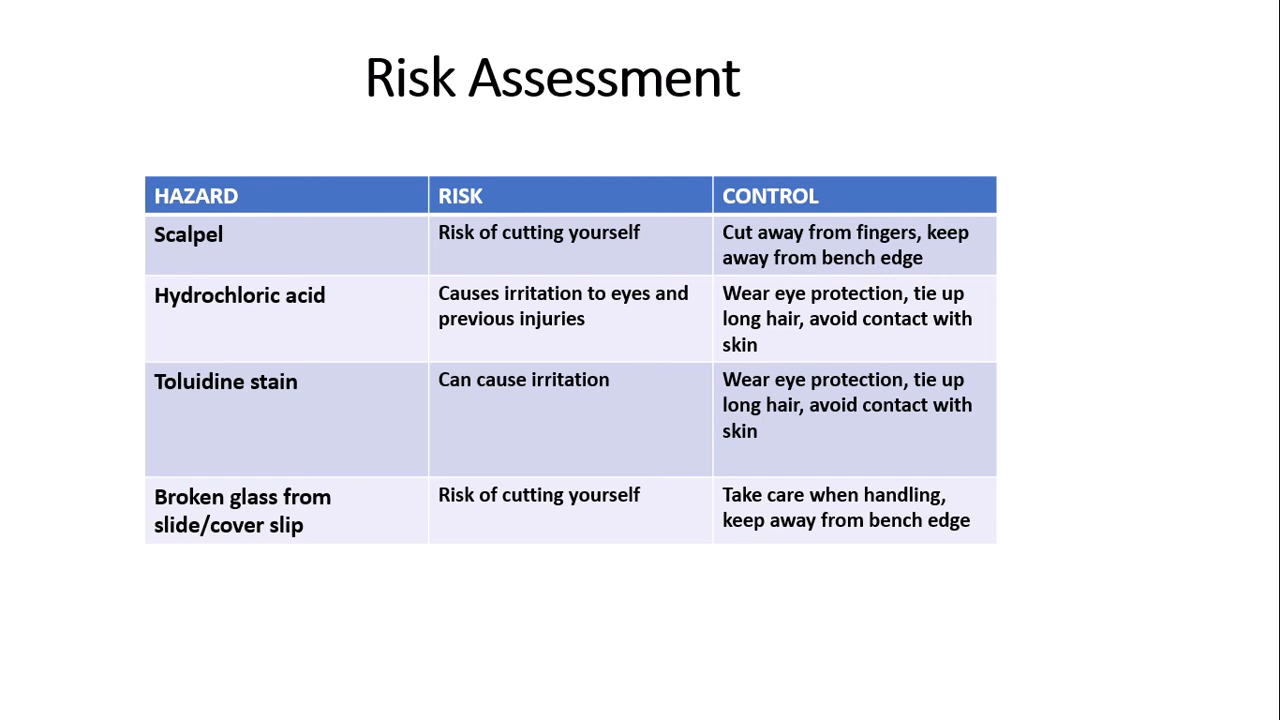 Risk Assessment
HAZARD RISK CONTROL
Scalpel
Risk of cutting yourself
Cut away from fingers, keep
away from bench edge
Hydrochloric acid
Causes irritation to eyes and
previous injuries
Wear eye protection, tie up
long hair, avoid contact with
skin
Toluidine stain
Can cause irritation
Wear eye protection, tie up
long hair, avoid contact with
skin
Broken glass from
slide/cover slip
Risk of cutting yourself
Take care when handling,
keep away from bench edge